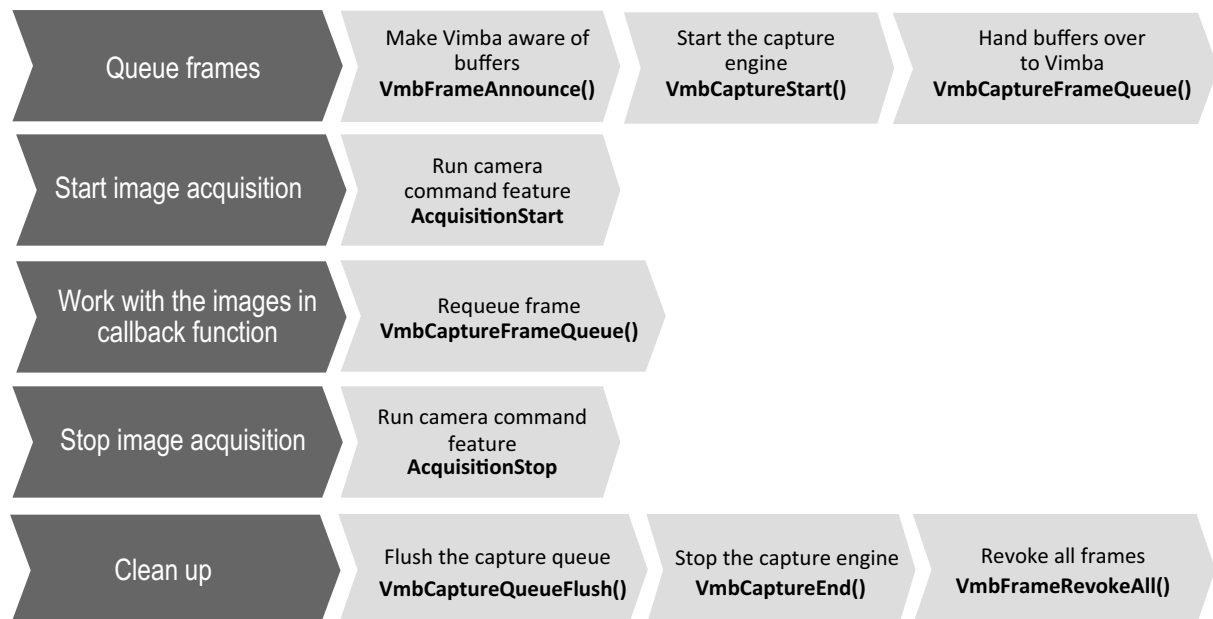 Queue frames
Make Vimba aware of
buffers
VmbFrameAnnounce()
Start the capture
engine
VmbCaptureStart()
Hand buffers over
to Vimba
VmbCaptureFrameQueue()
Start image acquisition
Run camera
command feature
AcquisitionStart
Work with the images in
callback function
Requeue frame
VmbCaptureFrameQueue()
Stop image acquisition
Run camera command
feature
AcquisitionStop
Clean up
Flush the capture queue
VmbCaptureQueueFlush()
Stop the capture engine
VmbCaptureEnd()
Revoke all frames
VmbFrameRevokeAll()